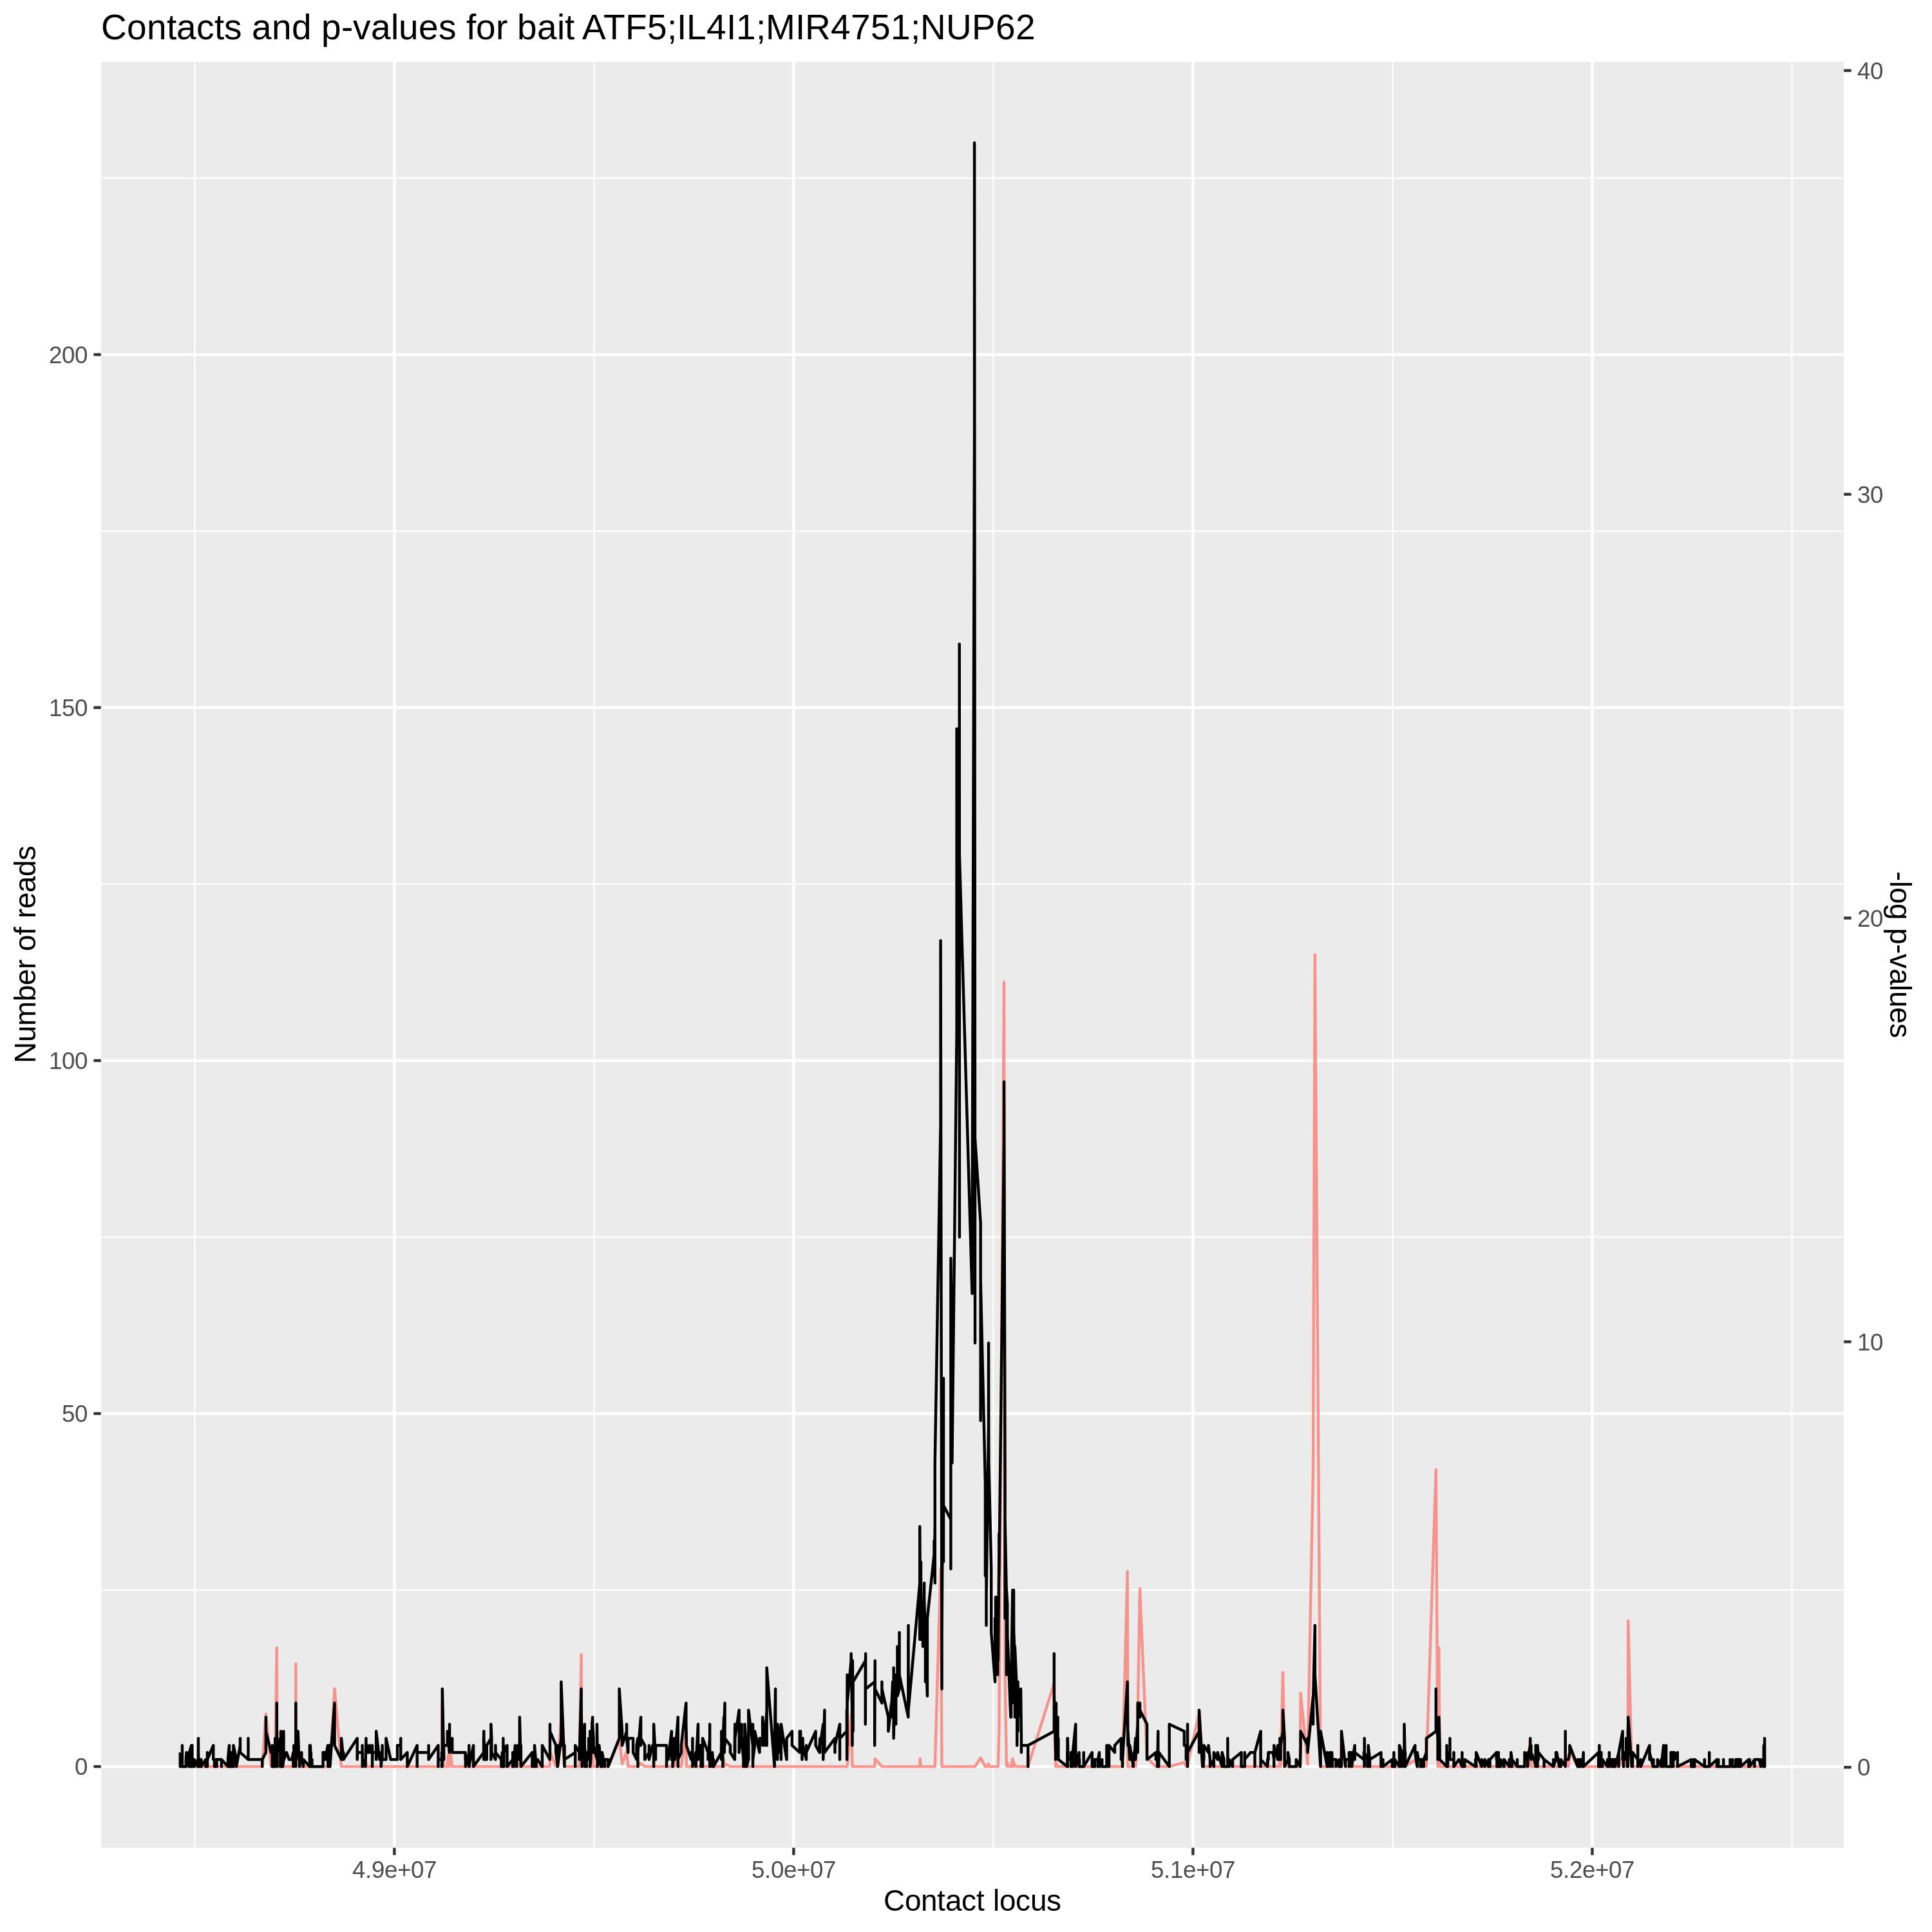 Contacts and p-values for bait ATF5;IL4I1;MIR4751;NUP62
Number of reads
200
150
100
50
0
40
30
20
10
0
-log p-values
4.9e+07 5.0e+07 5.1e+07 5.2e+07
Contact locus